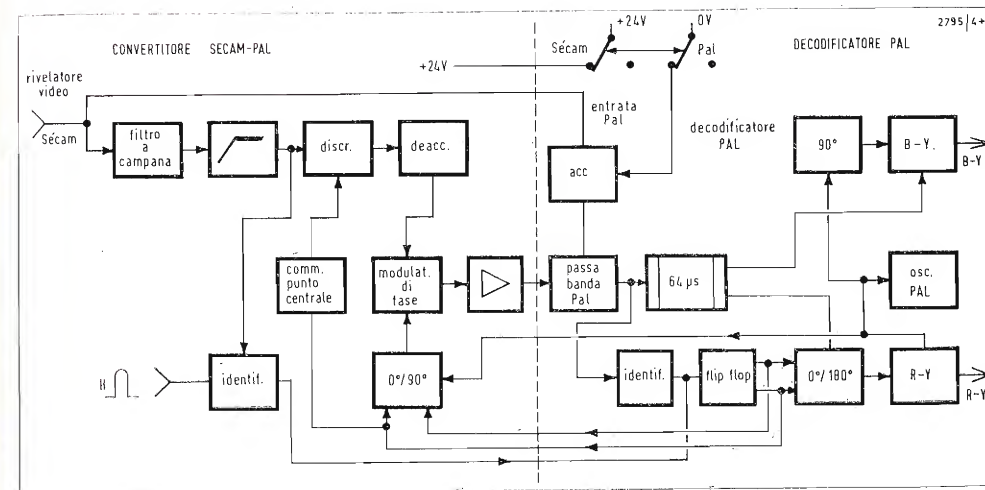 2795/4+
CONVERTITORE SECAM-PAL
+24V
0V
Sécam
Pal
DECODIFICATORE PAL
+24V
rivelatore
video
Sécam
entrata
Pal
decodificatore
PAL
filtro
a
campana
discr.
deacc.
acc
90°
B-Y.
B-Y
comm.
punto
centrale
modulat.
di
fase
passa
banda
Pal
64 µs
osc.
PAL
identif.
0°/90°
identif.
flip flop
0°/180°
R-Y
R-Y